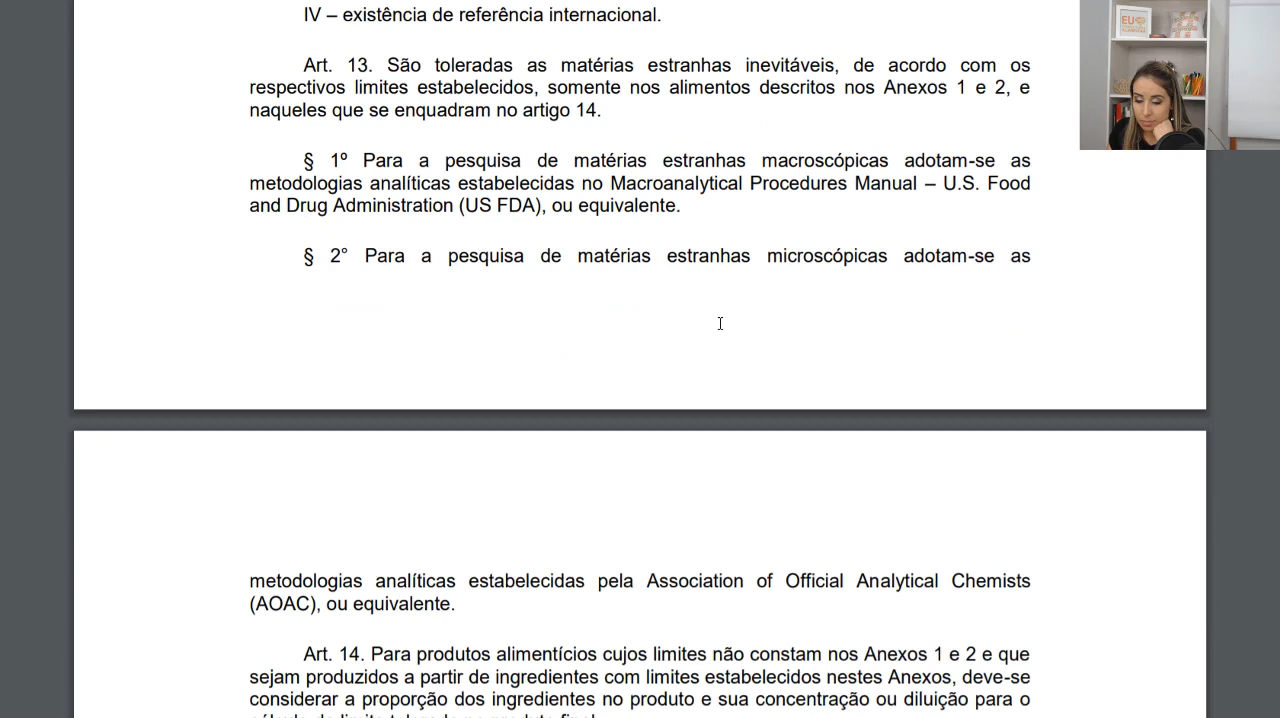 IV – existência de referência internacional.
Art. 13. São toleradas as matérias estranhas inevitáveis, de acordo com os
respectivos limites estabelecidos, somente nos alimentos descritos nos Anexos 1 e 2, e
naqueles que se enquadram no artigo 14.
§ 1º Para a pesquisa de matérias estranhas macroscópicas adotam-se as
metodologias analíticas estabelecidas no Macroanalytical Procedures Manual – U.S. Food
and Drug Administration (US FDA), ou equivalente.
§ 2° Para a pesquisa de matérias estranhas microscópicas adotam-se as
metodologias analíticas estabelecidas pela Association of Official Analytical Chemists
(AOAC), ou equivalente.
Art. 14. Para produtos alimentícios cujos limites não constam nos Anexos 1 e 2 e que
sejam produzidos a partir de ingredientes com limites estabelecidos nestes Anexos, deve-se
considerar a proporção dos ingredientes no produto e sua concentração ou diluição para o
EU